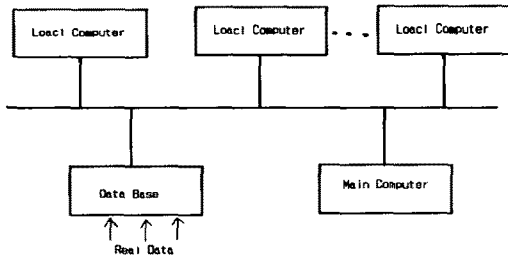 Loacl Computer
Loacl Computer
Loacl Computer
Data Base
Main Computer
Real Data